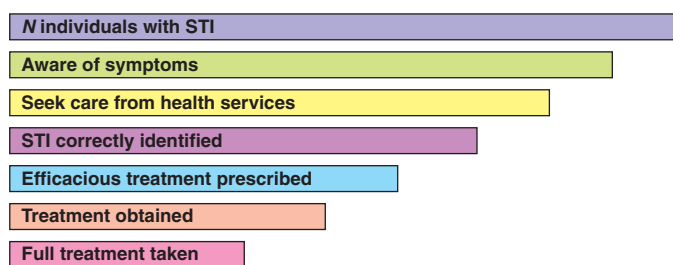 N individuals with STI
Aware of symptoms
Seek care from health services
STI correctly identified
Efficacious treatment prescribed
Treatment obtained
Full treatment taken